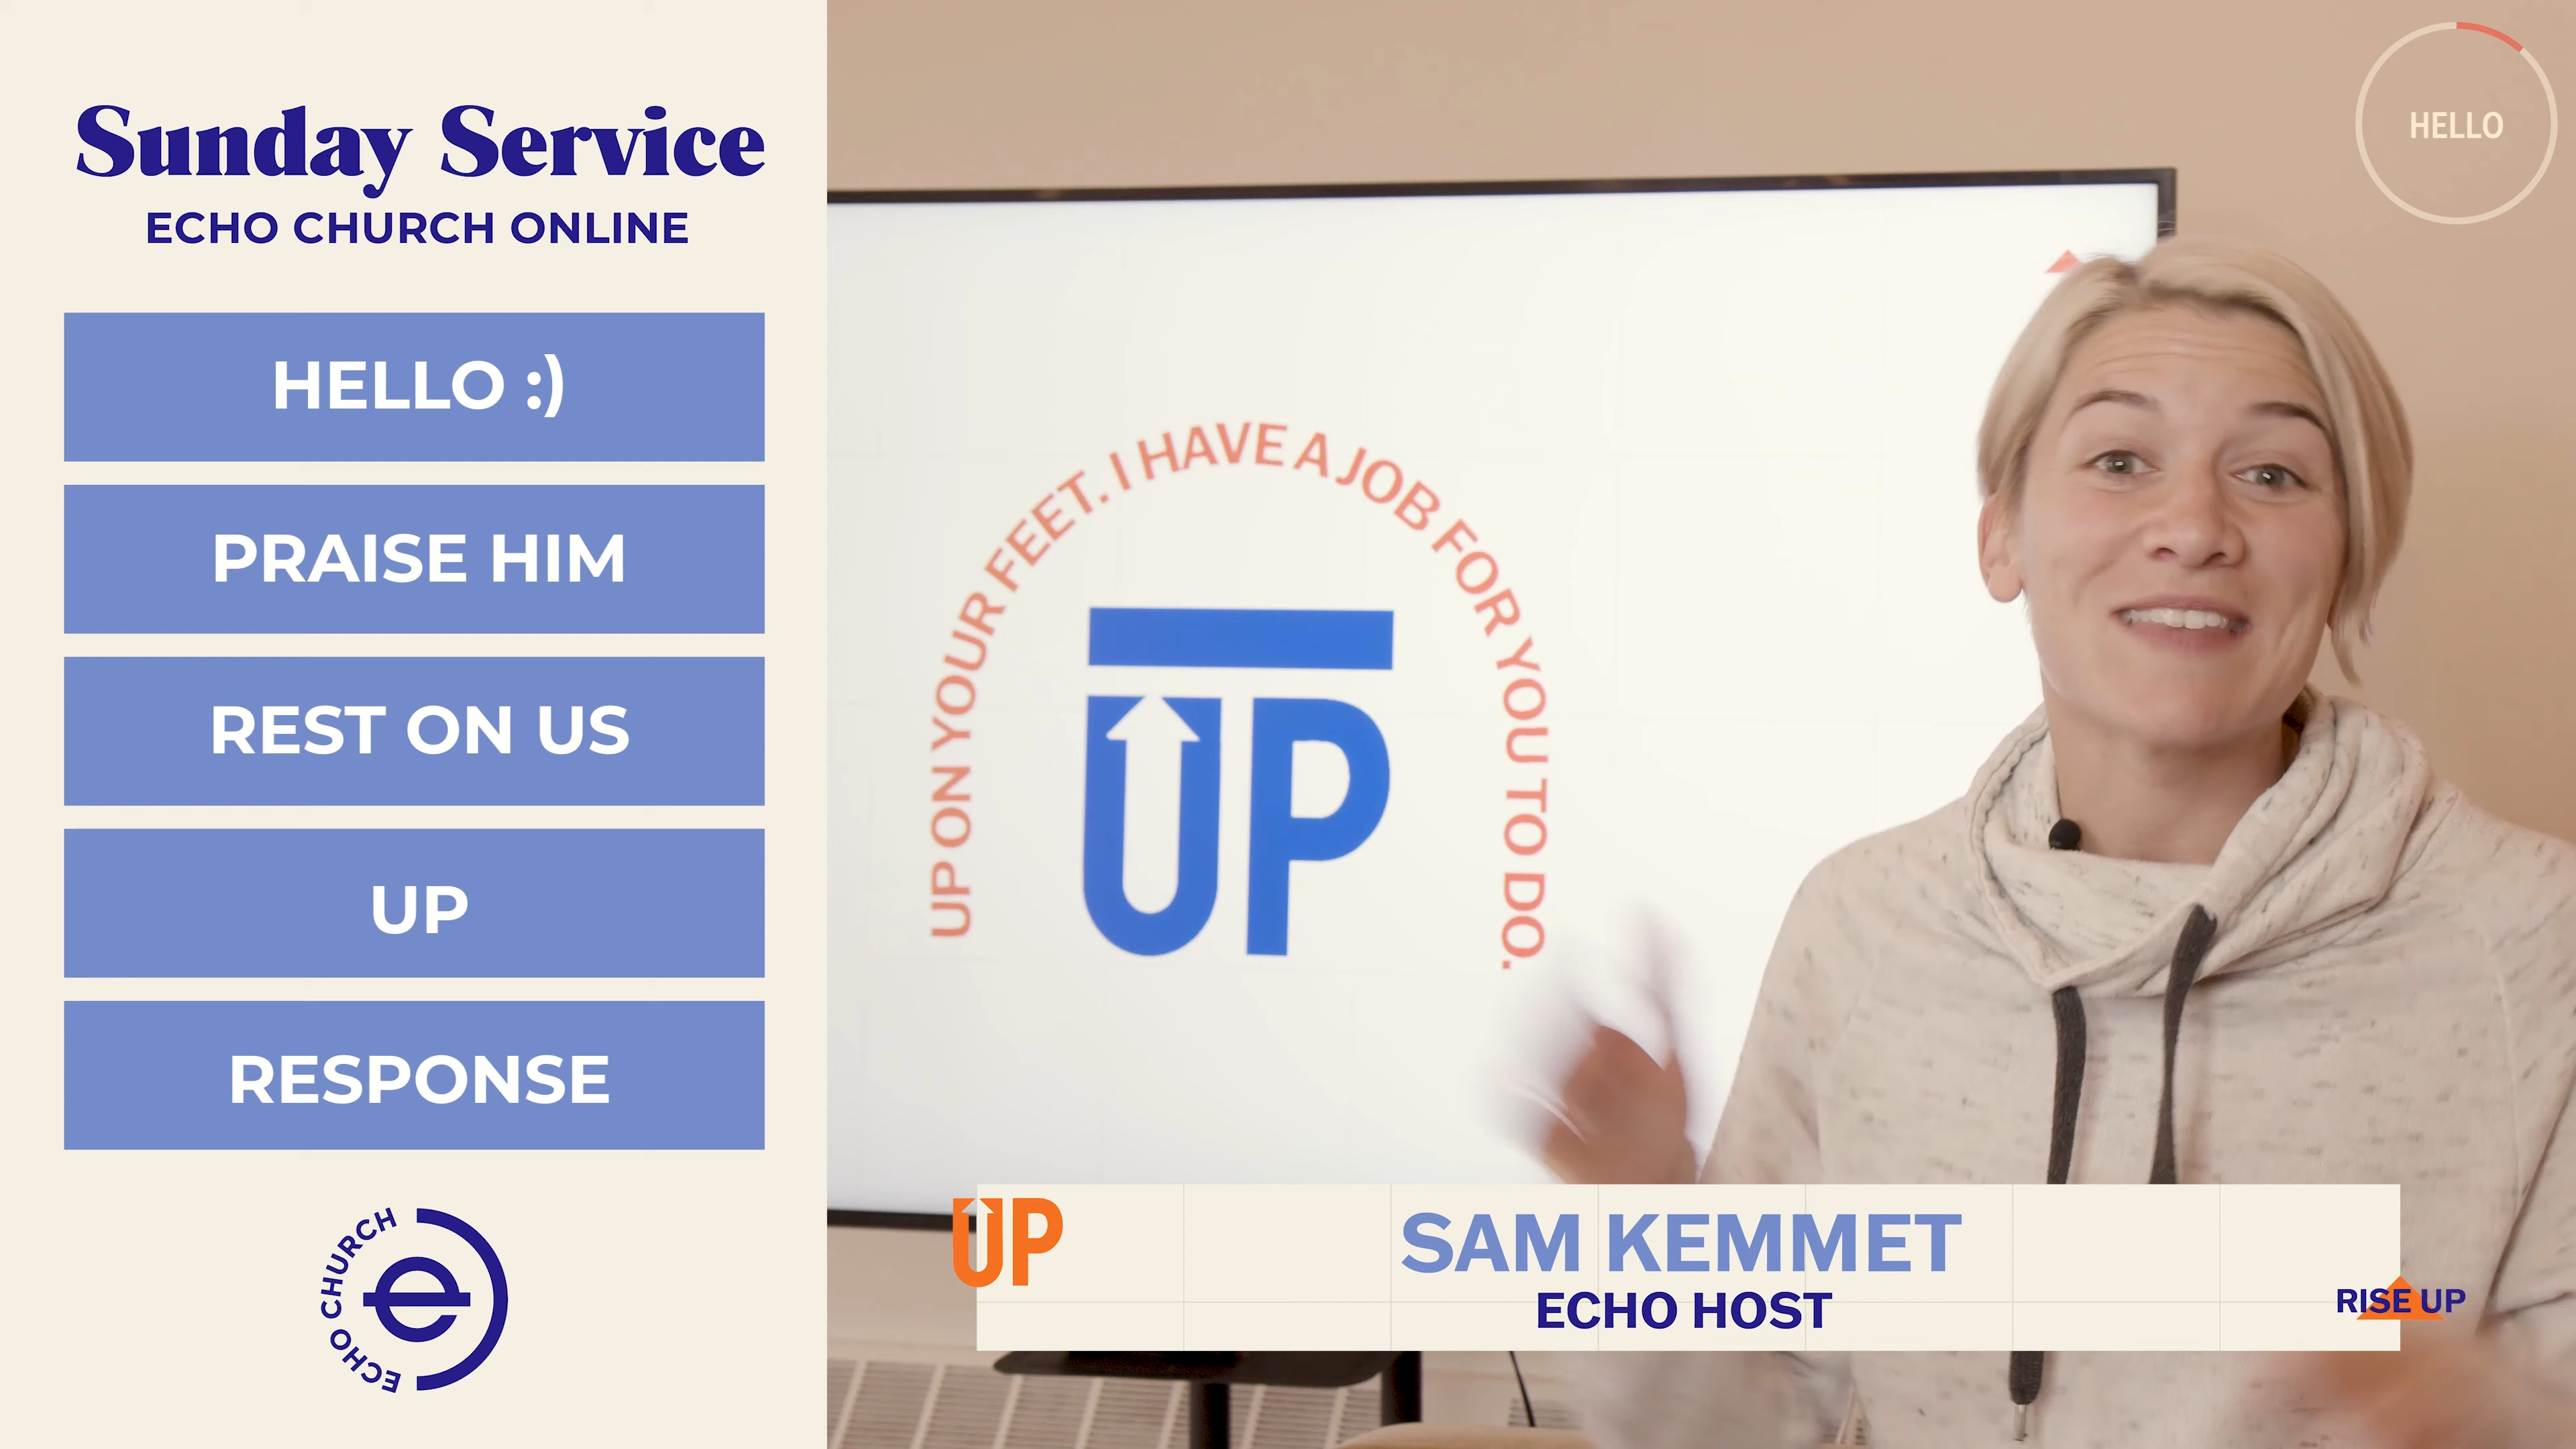 Sunday Service
ECHO CHURCH ONLINE
HELLO :)
PRAISE HIM
REST ON US
UP
RESPONSE
ECHO CHURCH
e
HELLO
UP ON YOUR FEET. I HAVE A JOB FOR YOU TO DO.
UP
UP
SAM KEMMET
ECHO HOST
RISE UP